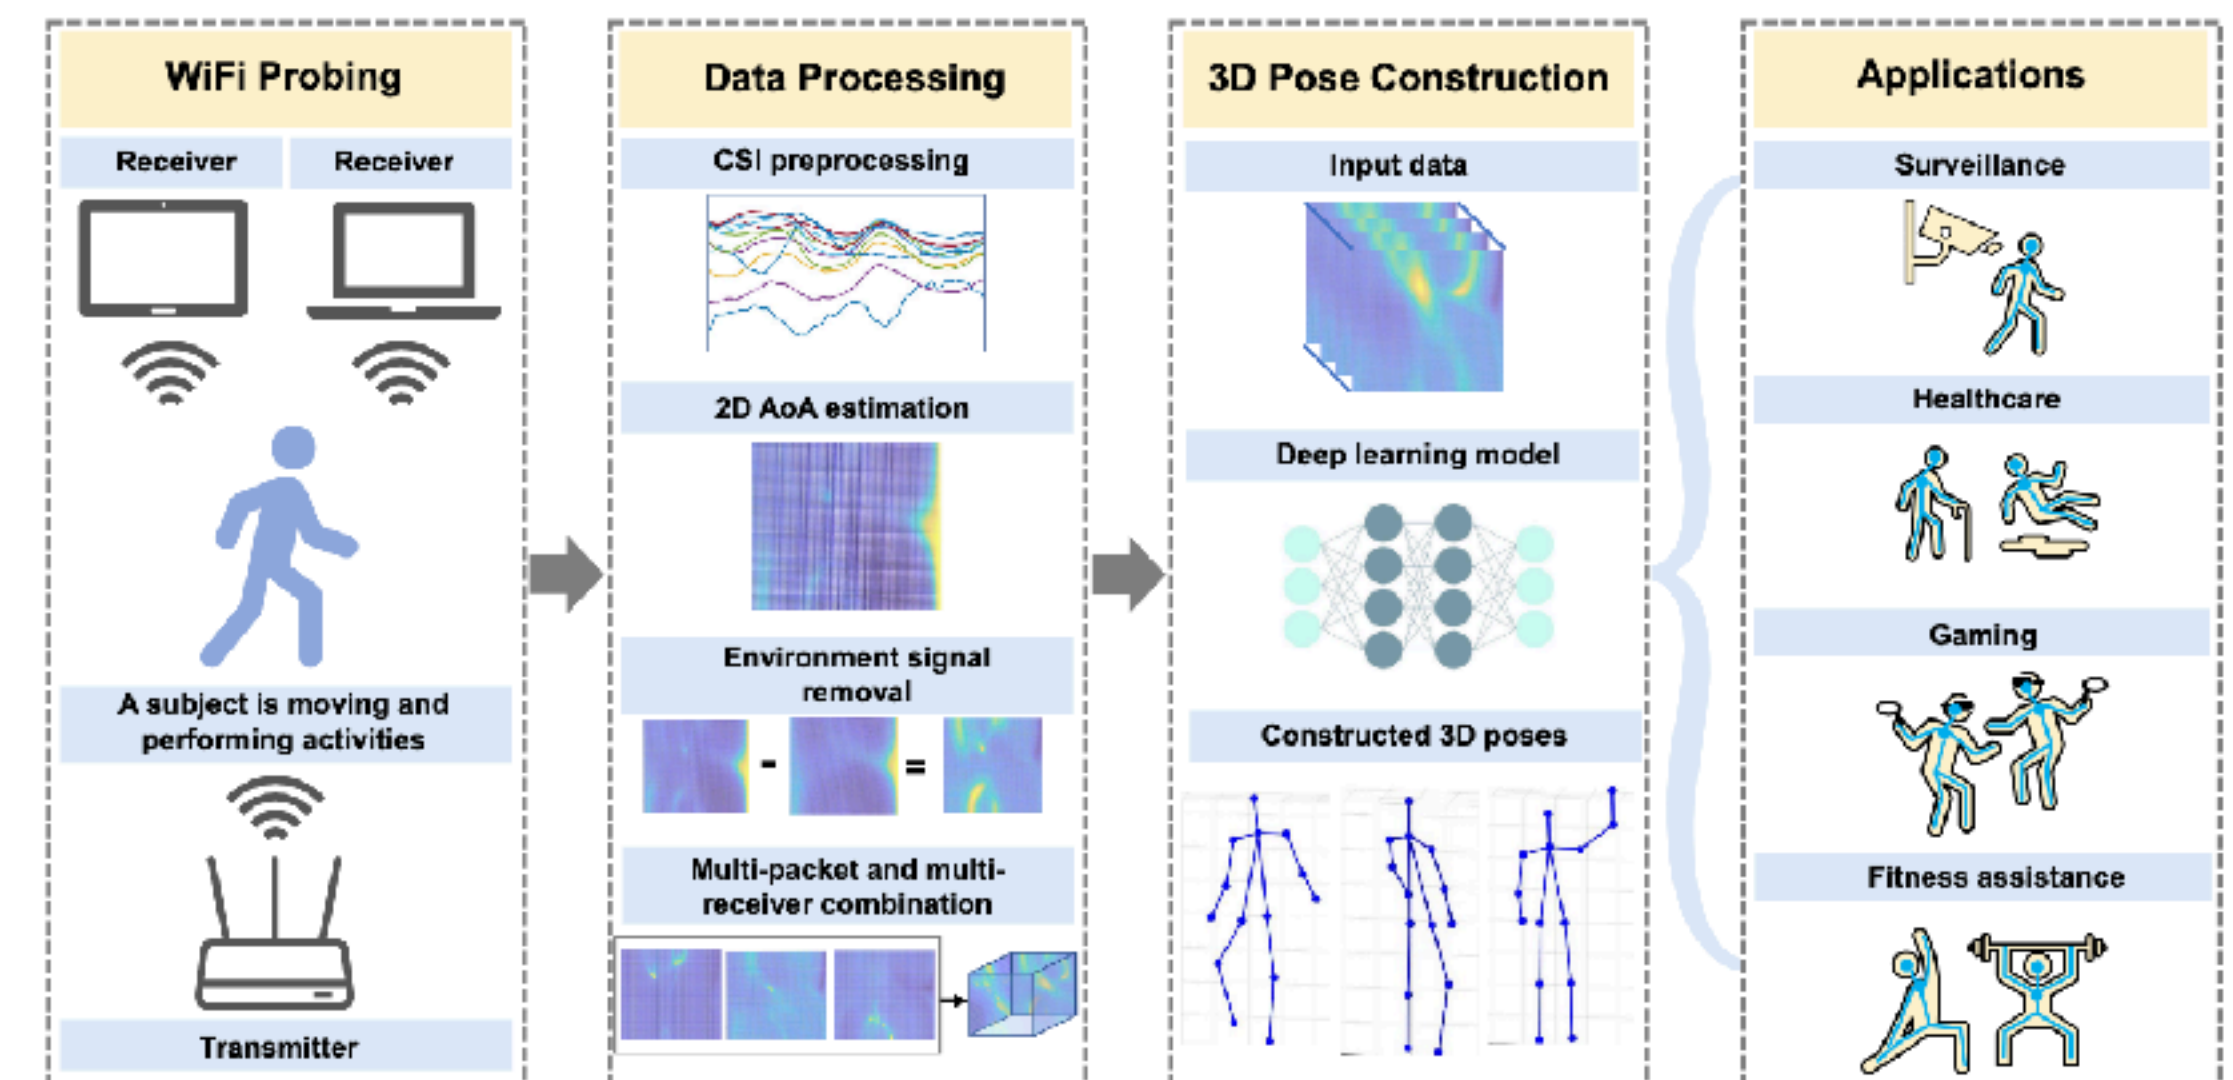 WiFi Probing
Receiver
Receiver
A subject is moving and
performing activities
Transmitter
Data Processing
CSI preprocessing
2D AoA estimation
Environment signal
removal
-
=
Multi-packet and multi-
receiver combination
3D Pose Construction
Input data
Deep learning model
Constructed 3D poses
Applications
Surveillance
Healthcare
Gaming
Fitness assistance